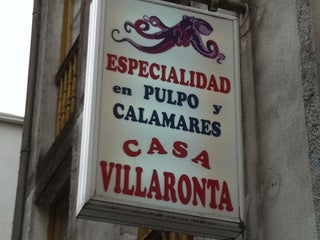 ESPECIALIDAD
en PULPO y
CALAMARES
CASA
VILLARONTA